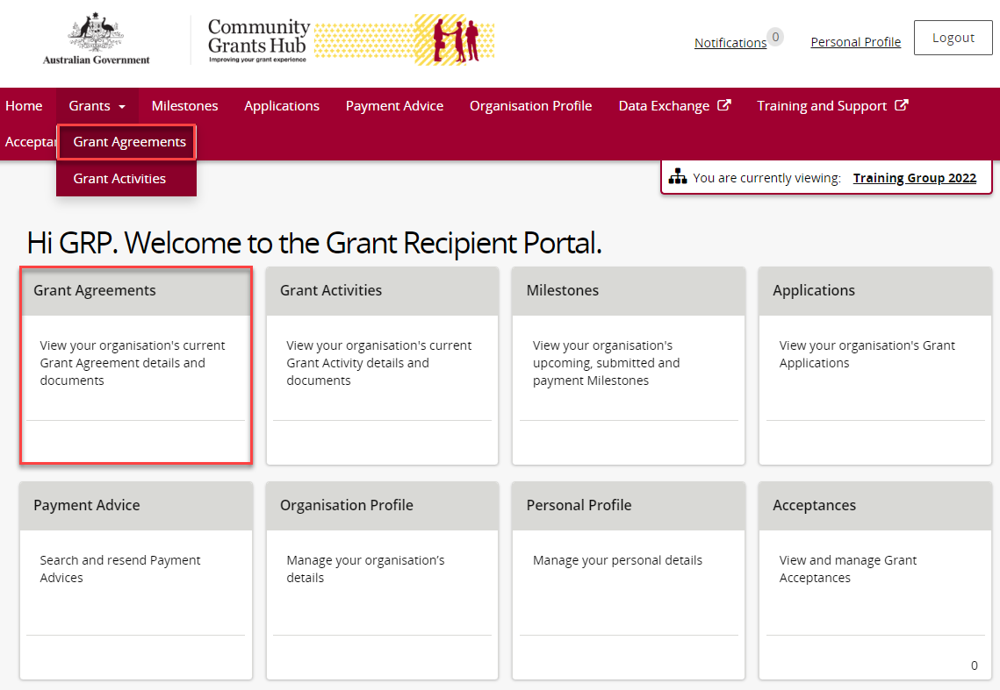 Australian Government
Community
Grants Hub
Improving your grant experience
Notifications 0
Personal Profile
Logout
Home Grants Milestones Applications Payment Advice Organisation Profile Data Exchange Training and Support
Acceptan
Grant Agreements
Grant Activities
You are currently viewing: Training Group 2022
Hi GRP. Welcome to the Grant Recipient Portal.
Grant Agreements
View your organisation's current
Grant Agreement details and
documents
Grant Activities
View your organisation's current
Grant Activity details and
documents
Milestones
View your organisation's
upcoming, submitted and
payment Milestones
Applications
View your organisation's Grant
Applications
Payment Advice
Search and resend Payment
Advices
Organisation Profile
Manage your organisation’s
details
Personal Profile
Manage your personal details
Acceptances
View and manage Grant
Acceptances
0